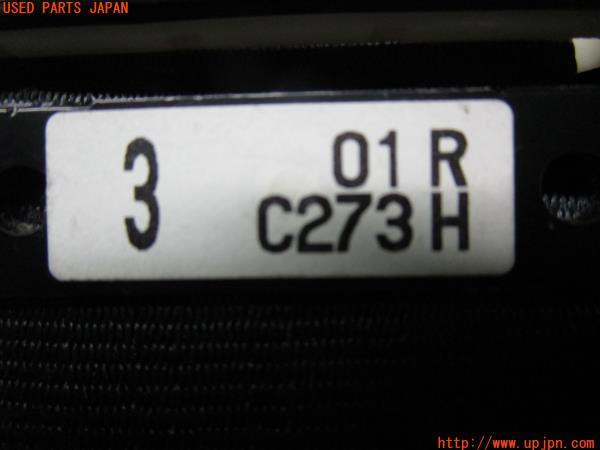 USED PARTS JAPAN
3
01 R
C273 H
http://www.upjpn.com/